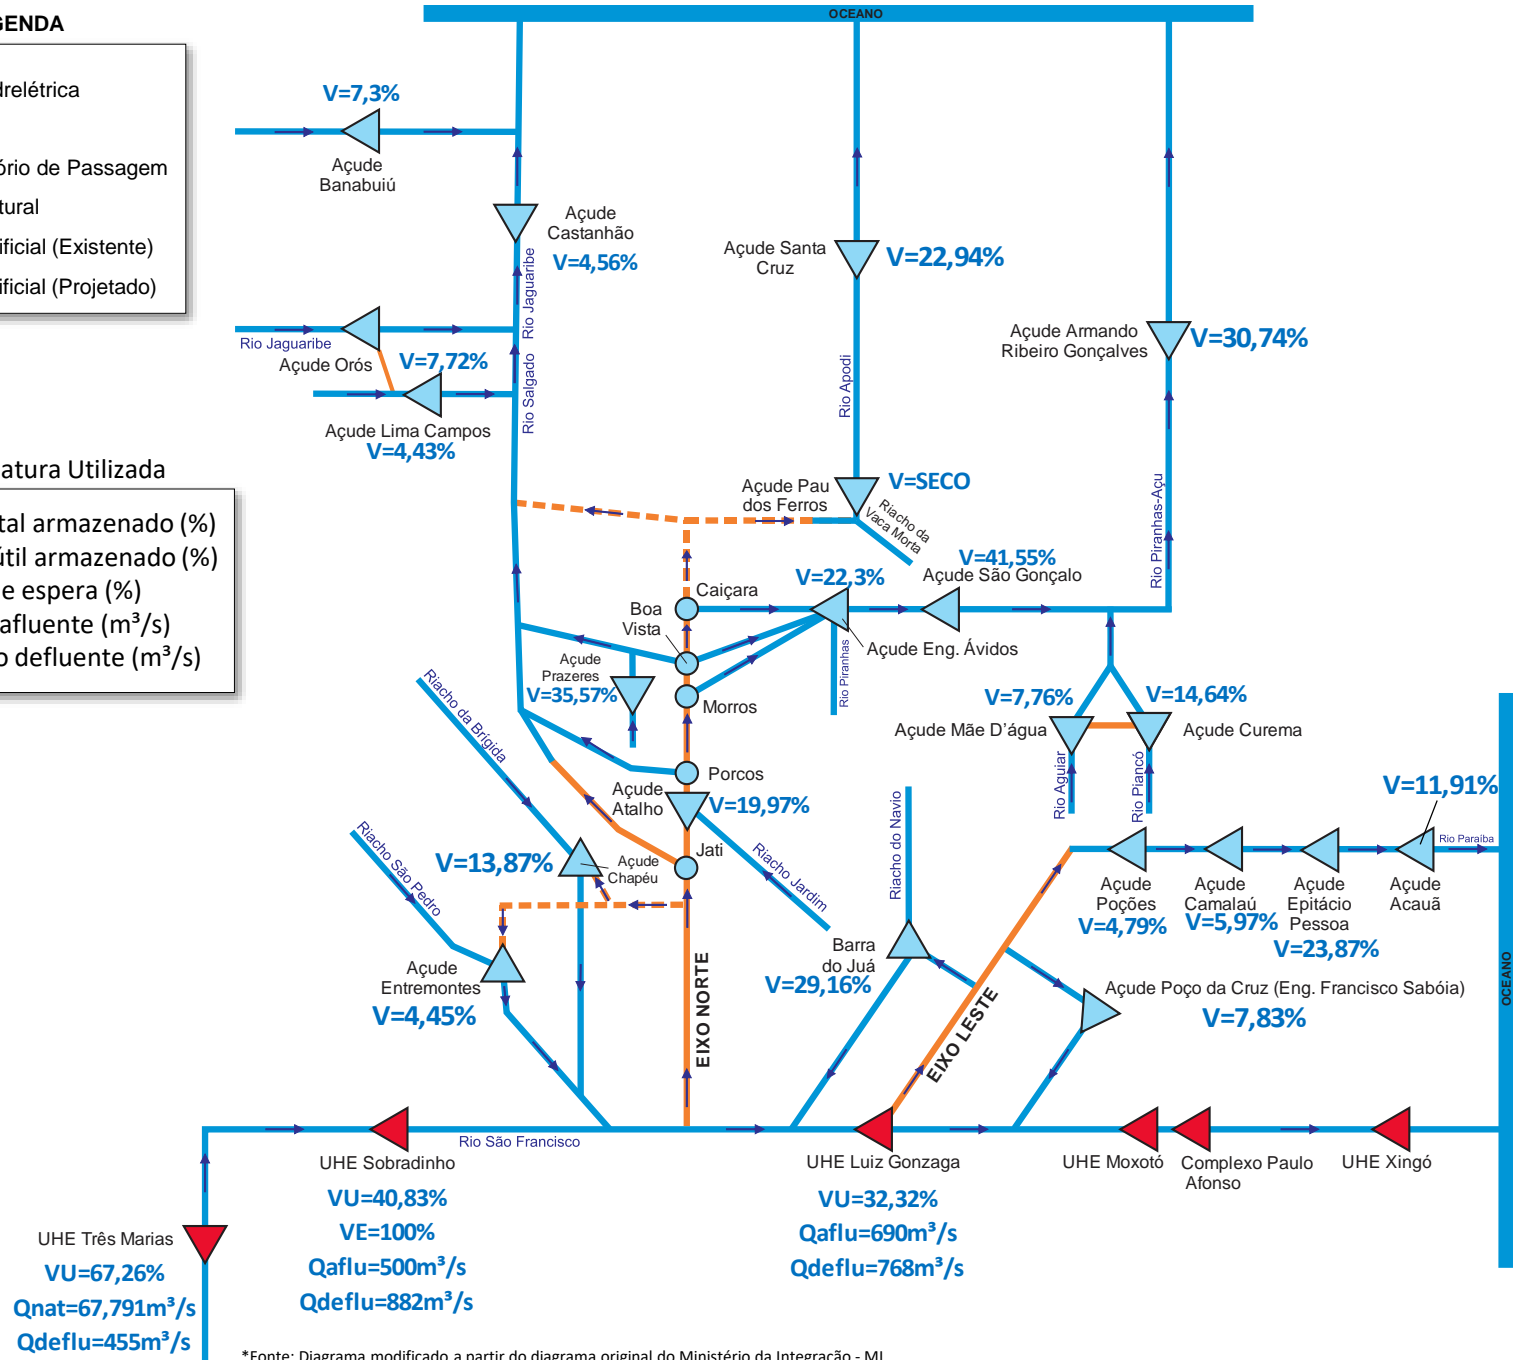 OCEANO
GENDA
drelétrica
ório de Passagem
tural
ificial (Existente)
ificial (Projetado)
V=7,3%
Açude
Banabuiú
Açude
Castanhão
V=4,56%
Rio Jaguaribe
Rio Jaguaribe
Açude Orós
V=7,72%
Rio Salgado
Açude Lima Campos
V=4,43%
Açude Santa
Cruz
V=22,94%
Rio Apodi
Açude Armando
Ribeiro Gonçalves
V=30,74%
Rio Piranhas-Açu
atura Utilizada
tal armazenado (%)
útil armazenado (%)
e espera (%)
afluente (m³/s)
o defluente (m³/s)
Açude Pau
dos Ferros
V=SECO
Riacho da
Vaca Morta
V=41,55%
Açude São Gonçalo
V=22,3%
Caiçara
Boa
Vista
Açude Eng. Ávidos
Rio Piranhas
Açude
Prazeres
V=35,57%
Morros
Riacho da Brígida
Porcos
Açude
Atalho
V=19,97%
V=7,76%
V=14,64%
Açude Mãe D'água
Açude Curema
Rio Aguiar
Rio Piancó
V=11,91%
Rio Paraíba
Riacho São Pedro
V=13,87%
Açude
Chapéu
Jati
Riacho Jardim
Riacho do Navio
Açude
Poções
V=4,79%
Açude
Camalaú
V=5,97%
Açude
Epitácio
Pessoa
V=23,87%
Açude
Acauã
Açude
Entremontes
V=4,45%
EIXO NORTE
Barra
do Juá
V=29,16%
EIXO LESTE
Açude Poço da Cruz (Eng. Francisco Sabóia)
V=7,83%
OCEANO
Rio São Francisco
UHE Sobradinho
VU=40,83%
VE=100%
Qaflu=500m³/s
Qdeflu=882m³/s
UHE Luiz Gonzaga
VU=32,32%
Qaflu=690m³/s
Qdeflu=768m³/s
UHE Moxotó
Complexo Paulo
Afonso
UHE Xingó
UHE Três Marias
VU=67,26%
Qnat=67,791m³/s
Qdeflu=455m³/s
*Fonte: Diagrama modificado a partir do diagrama original do Ministério da Integração - MI